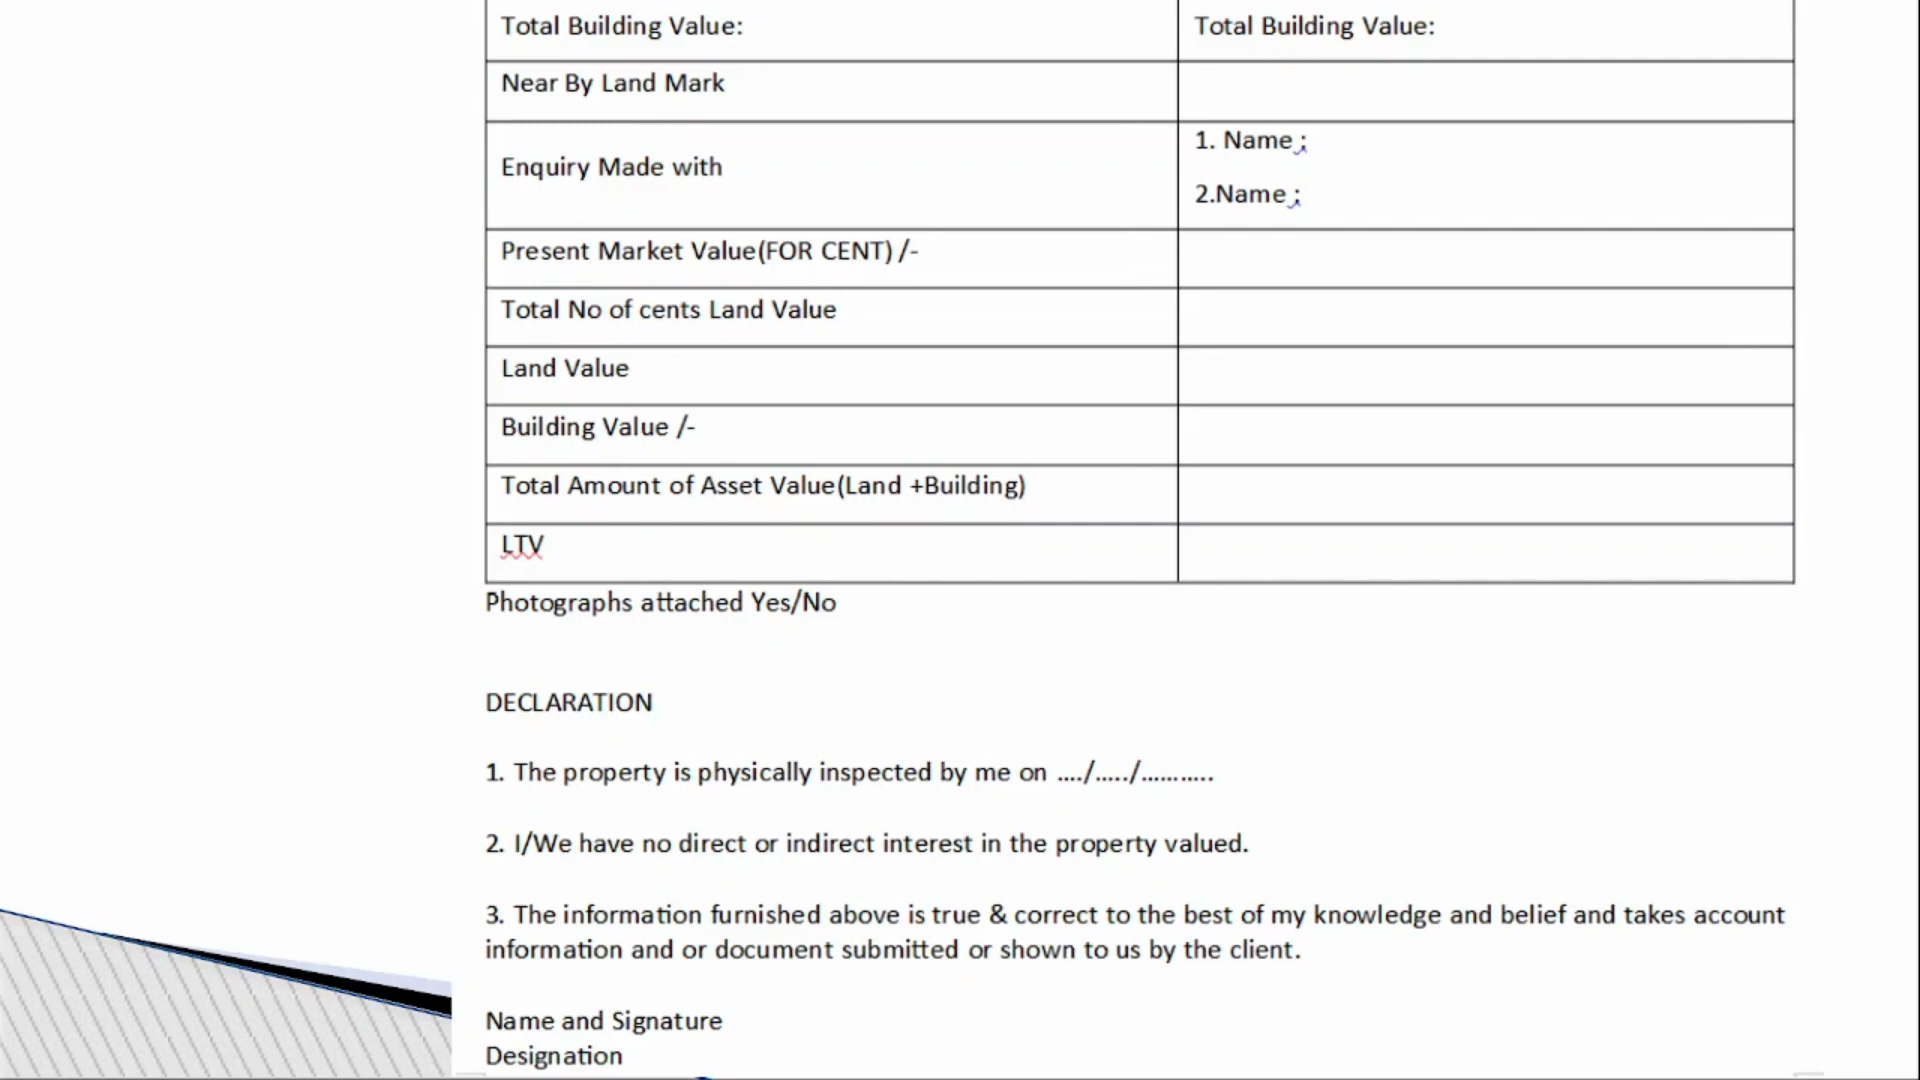 Total Building Value: Total Building Value:
Near By Land Mark
1. Name ;
Enquiry Made with
2.Name ;
Present Market Value(FOR CENT) /-
Total No of cents Land Value
Land Value
Building Value /-
Total Amount of Asset Value(Land +Building)
LTV
Photographs attached Yes/No
DECLARATION
1. The property is physically inspected by me on ..../...../...........
2. I/We have no direct or indirect interest in the property valued.
3. The information furnished above is true & correct to the best of my knowledge and belief and takes account
information and or document submitted or shown to us by the client.
Name and Signature
Designation